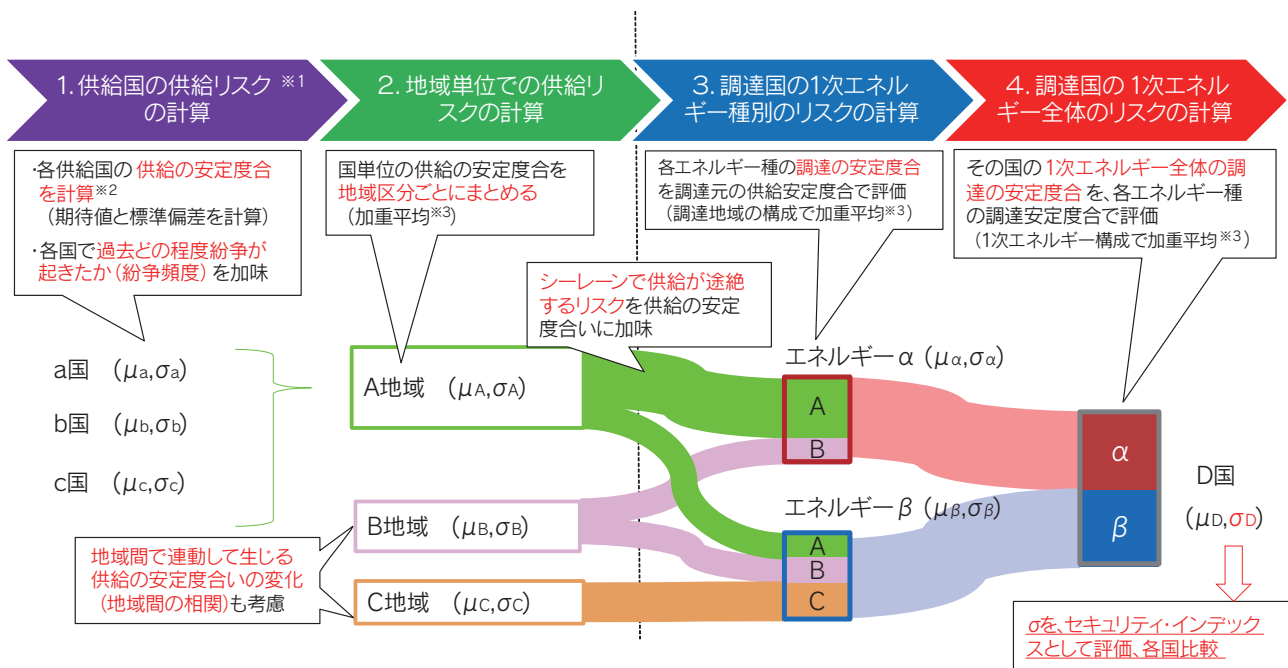 1. 供給国の供給リスク ※1
の計算
2. 地域単位での供給リ
スクの計算
3. 調達国の1次エネル
ギー種別のリスクの計算
4. 調達国の 1次エネル
ギー全体のリスクの計算
・各供給国の 供給の安定度合
を計算※2
（期待値と標準偏差を計算）
・各国で過去どの程度紛争が
起きたか（紛争頻度）を加味
国単位の供給の安定度合を
地域区分ごとにまとめる
（加重平均※3）
各エネルギー種の調達の安定度合
を調達元の供給安定度合で評価
（調達地域の構成で加重平均※3）
その国の 1次エネルギー全体の調
達の安定度合 を、各エネルギー種
の調達安定度合で評価
（1次エネルギー構成で加重平均※3）
シーレーンで供給が途絶
するリスクを供給の安定
度合いに加味
a国 （μa,σa）
b国 （μb,σb）
c国 （μc,σc）
A地域 （μA,σA）
B地域 （μB,σB）
C地域 （μC,σC）
地域間で連動して生じる
供給の安定度合いの変化
（地域間の相関）も考慮
エネルギーα （μα,σα）
A
B
エネルギーβ （μβ,σβ）
A
B
C
α
β
D国
（μD,σD）
σを、セキュリティ・インデック
スとして評価、各国比較